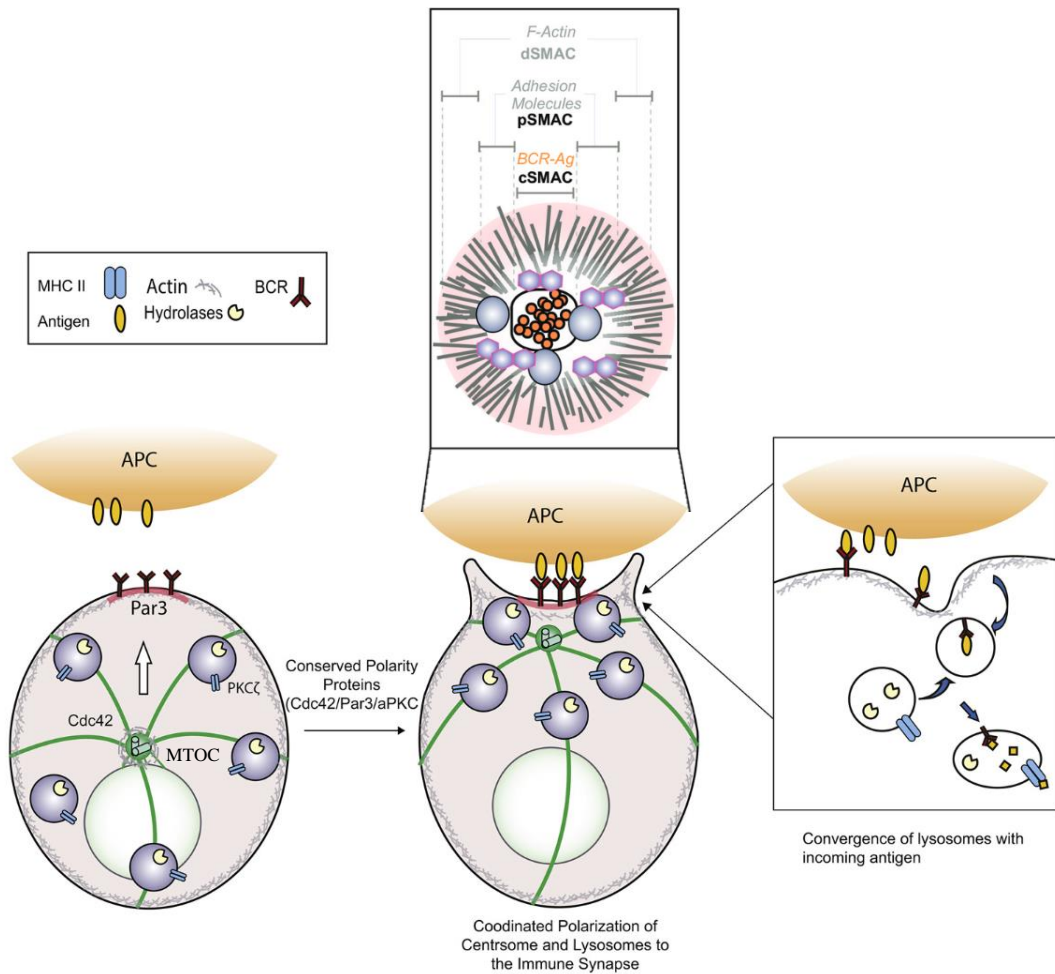 F-Actin
dSMAC
Adhesion
Molecules
pSMAC
BCR-Ag
cSMAC
MHC II
Actin
BCR
Antigen
Hydrolases
APC
Par3
PKCζ
Cdc42
MTOC
Conserved Polarity
Proteins
(Cdc42/Par3/aPKC
APC
Coodinated Polarization of
Centrsome and Lysosomes to
the Immune Synapse
APC
Convergence of lysosomes with
incoming antigen